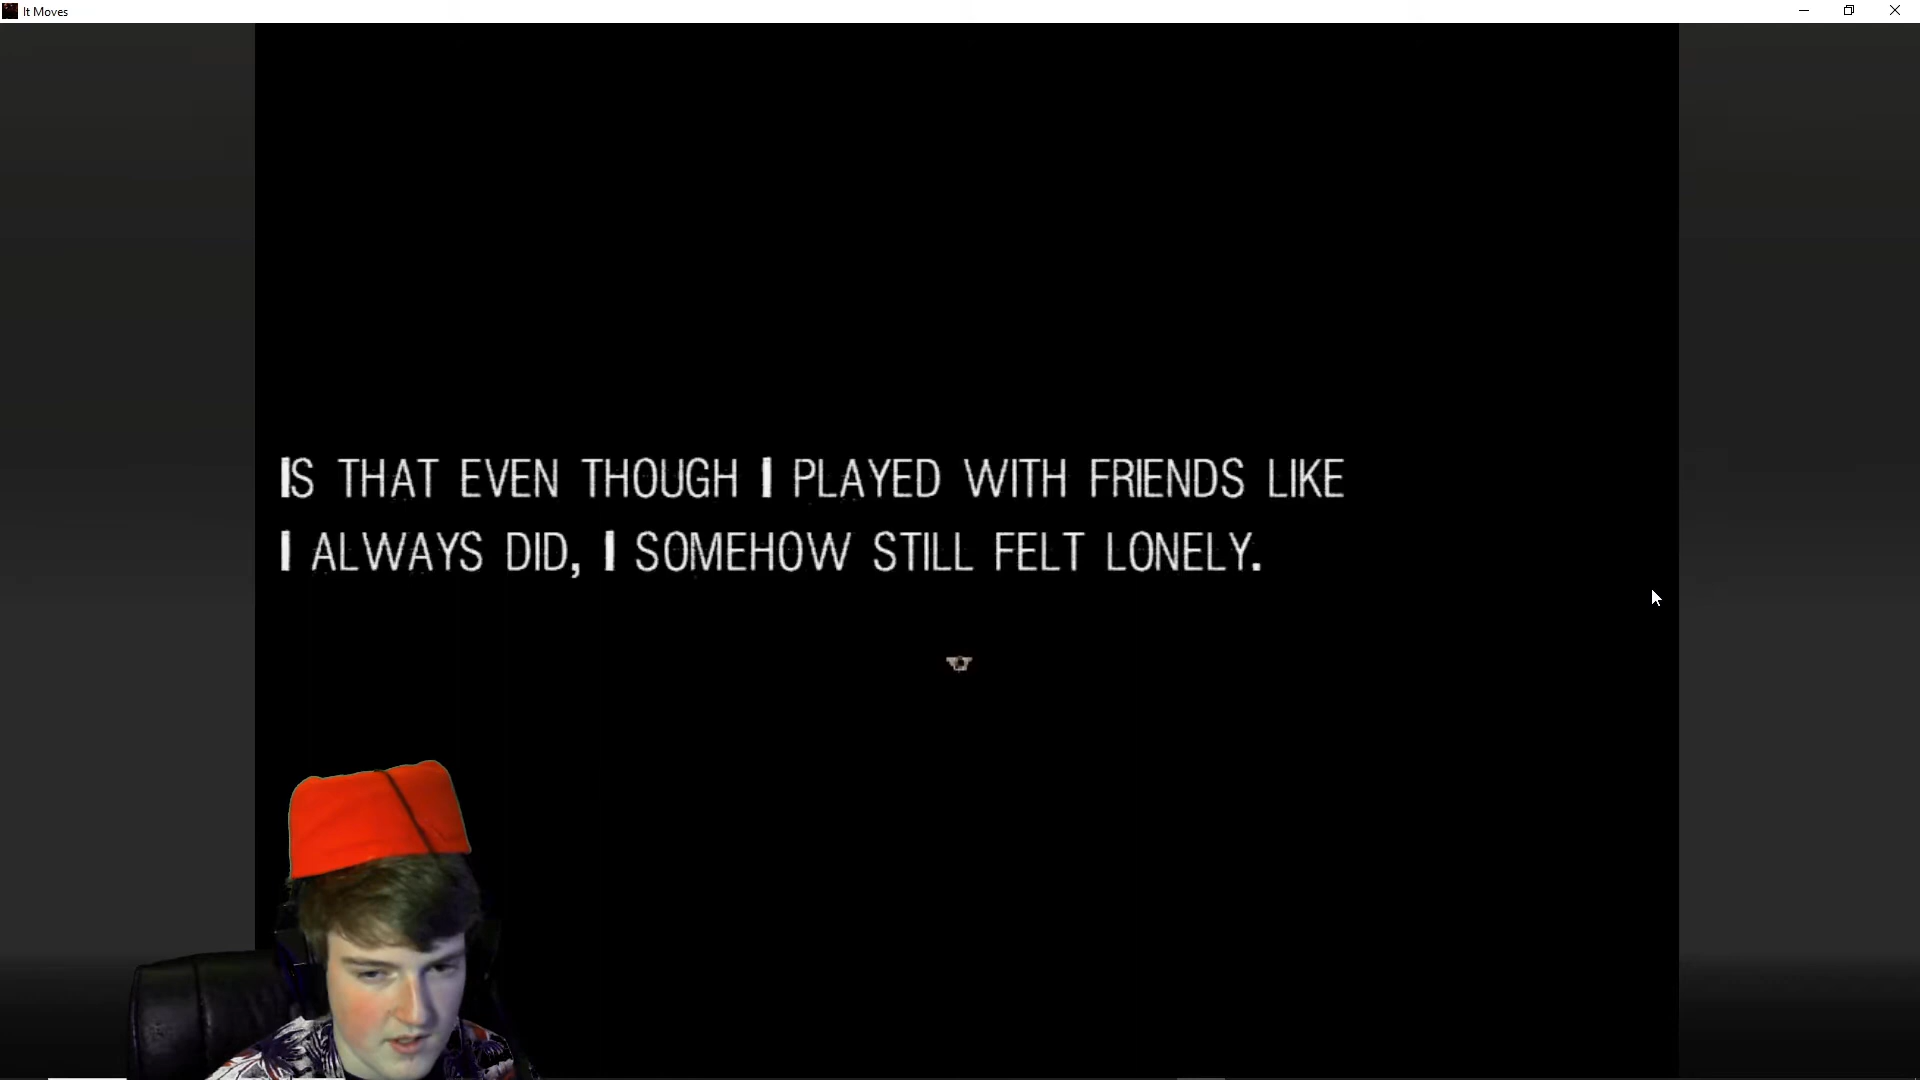 It Moves
IS THAT EVEN THOUGH I PLAYED WITH FRIENDS LIKE
I ALWAYS DID, I SOMEHOW STILL FELT LONELY.